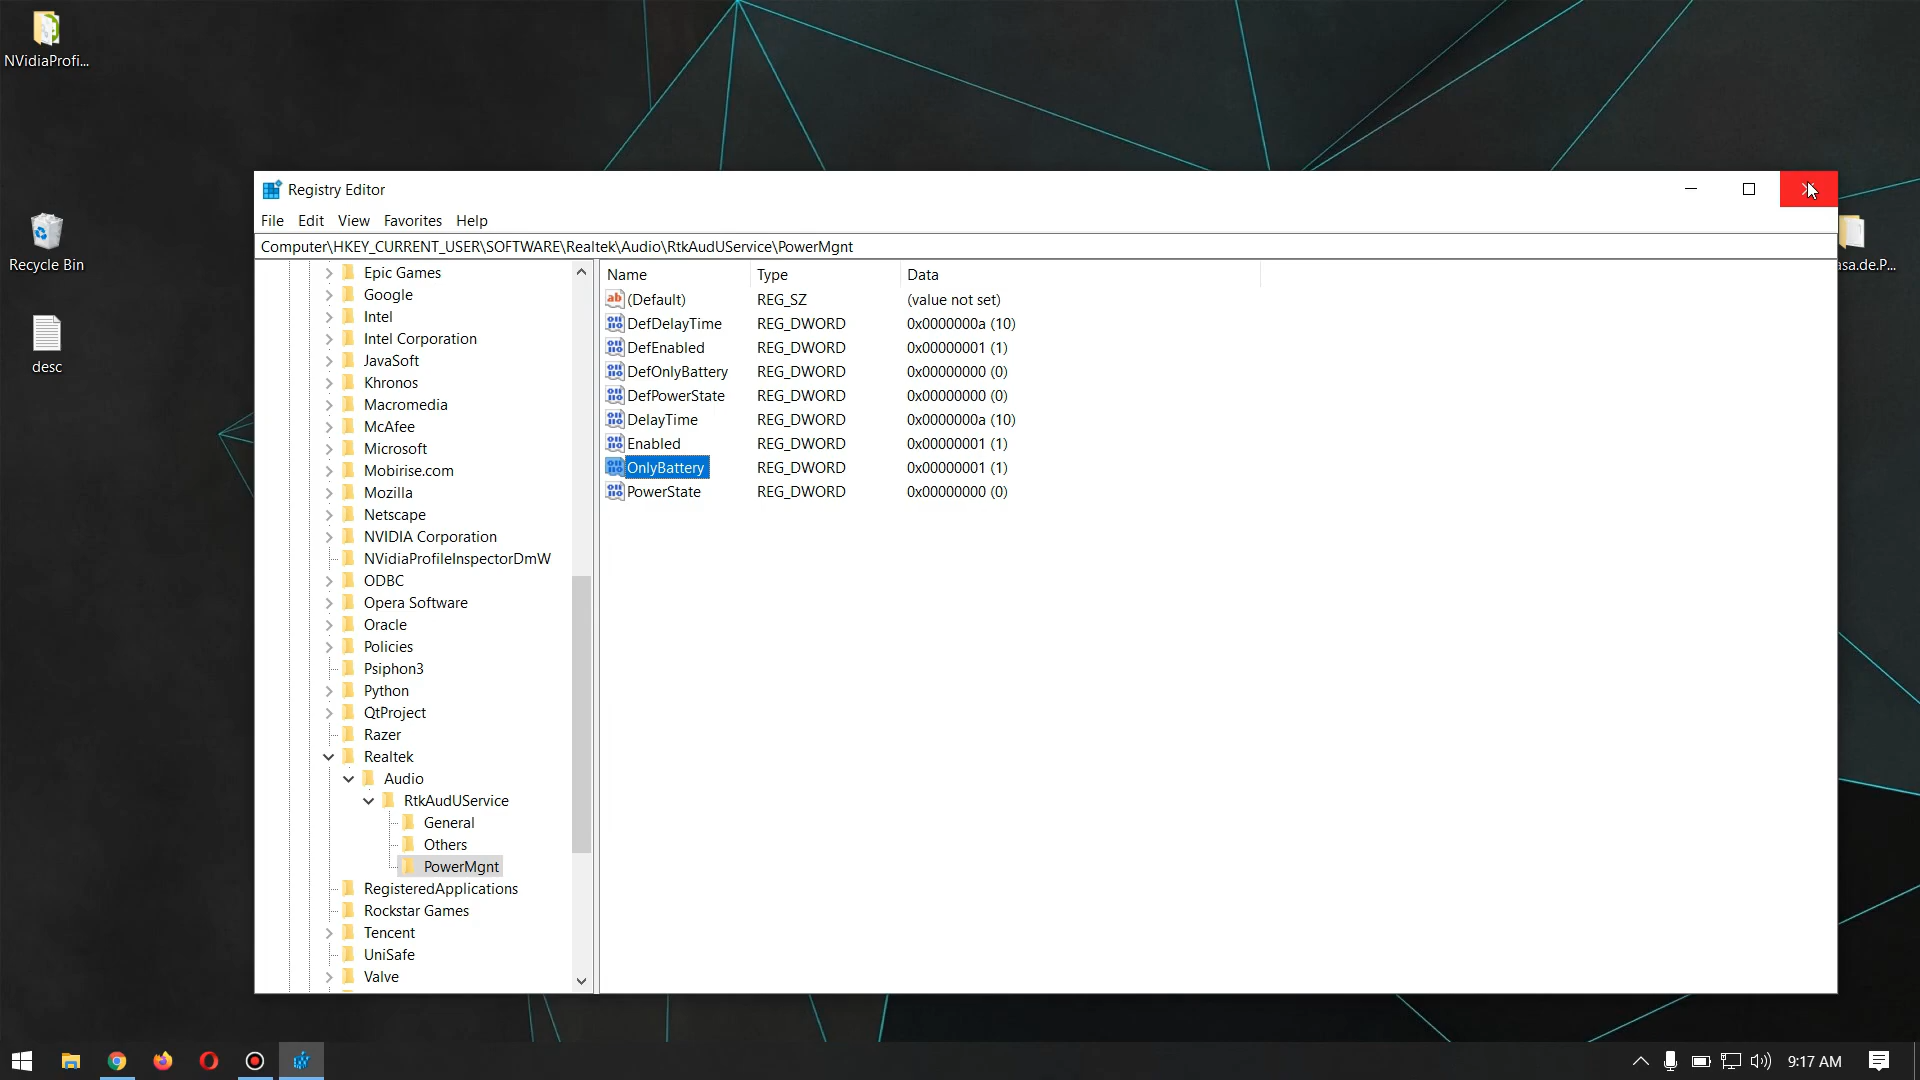 NVidiaProfi...
Recycle Bin
desc
Registry Editor
File Edit View Favorites Help
Computer\HKEY_CURRENT_USER\SOFTWARE\Realtek\Audio\RtkAudUService\PowerMgnt
Epic Games
Google
Intel
Intel Corporation
JavaSoft
Khronos
Macromedia
McAfee
Microsoft
Mobirise.com
Mozilla
Netscape
NVIDIA Corporation
NVidiaProfileInspectorDmW
ODBC
Opera Software
Oracle
Policies
Psiphon3
Python
QtProject
Razer
Realtek
Audio
RtkAudUService
General
Others
PowerMgnt
RegisteredApplications
Rockstar Games
Tencent
UniSafe
Valve
Name Type Data
(Default) REG_SZ (value not set)
DefDelayTime REG_DWORD 0x0000000a (10)
DefEnabled REG_DWORD 0x00000001 (1)
DefOnlyBattery REG_DWORD 0x00000000 (0)
DefPowerState REG_DWORD 0x00000000 (0)
DelayTime REG_DWORD 0x0000000a (10)
Enabled REG_DWORD 0x00000001 (1)
OnlyBattery REG_DWORD 0x00000001 (1)
PowerState REG_DWORD 0x00000000 (0)
asa.de.P...
9:17 AM